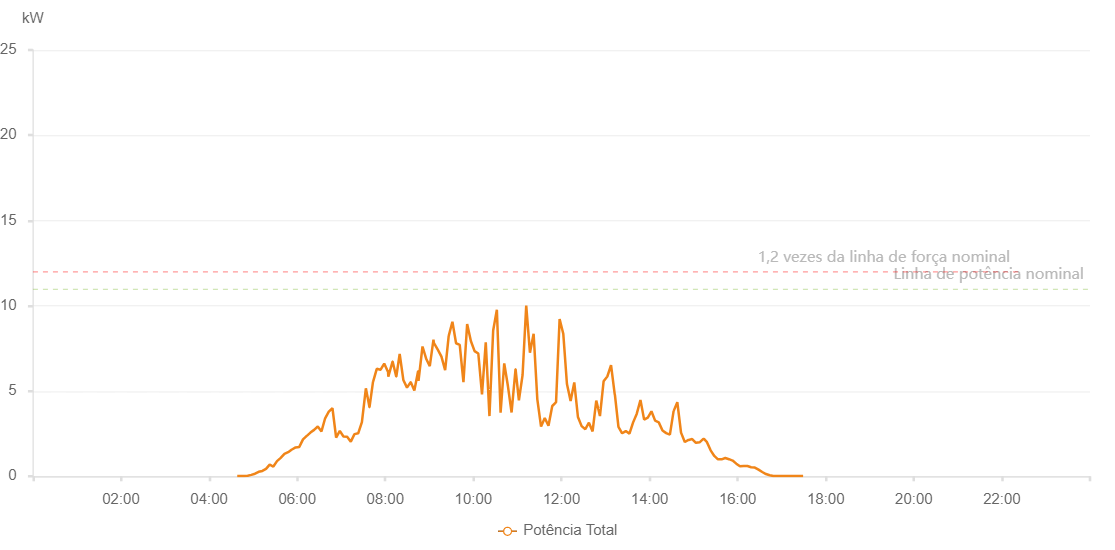 kW
25
20
15
1,2 vezes da linha de força nominal
Linha de potência nominal
10
5
0
02:00 04:00 06:00 08:00 10:00 12:00 14:00 16:00 18:00 20:00 22:00
Potência Total